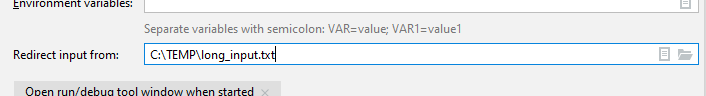 Environment variables:
Separate variables with semicolon: VAR=value; VAR1=value1
Redirect input from: C:\TEMP\long_input.txt
Open run/debug tool window when started ×